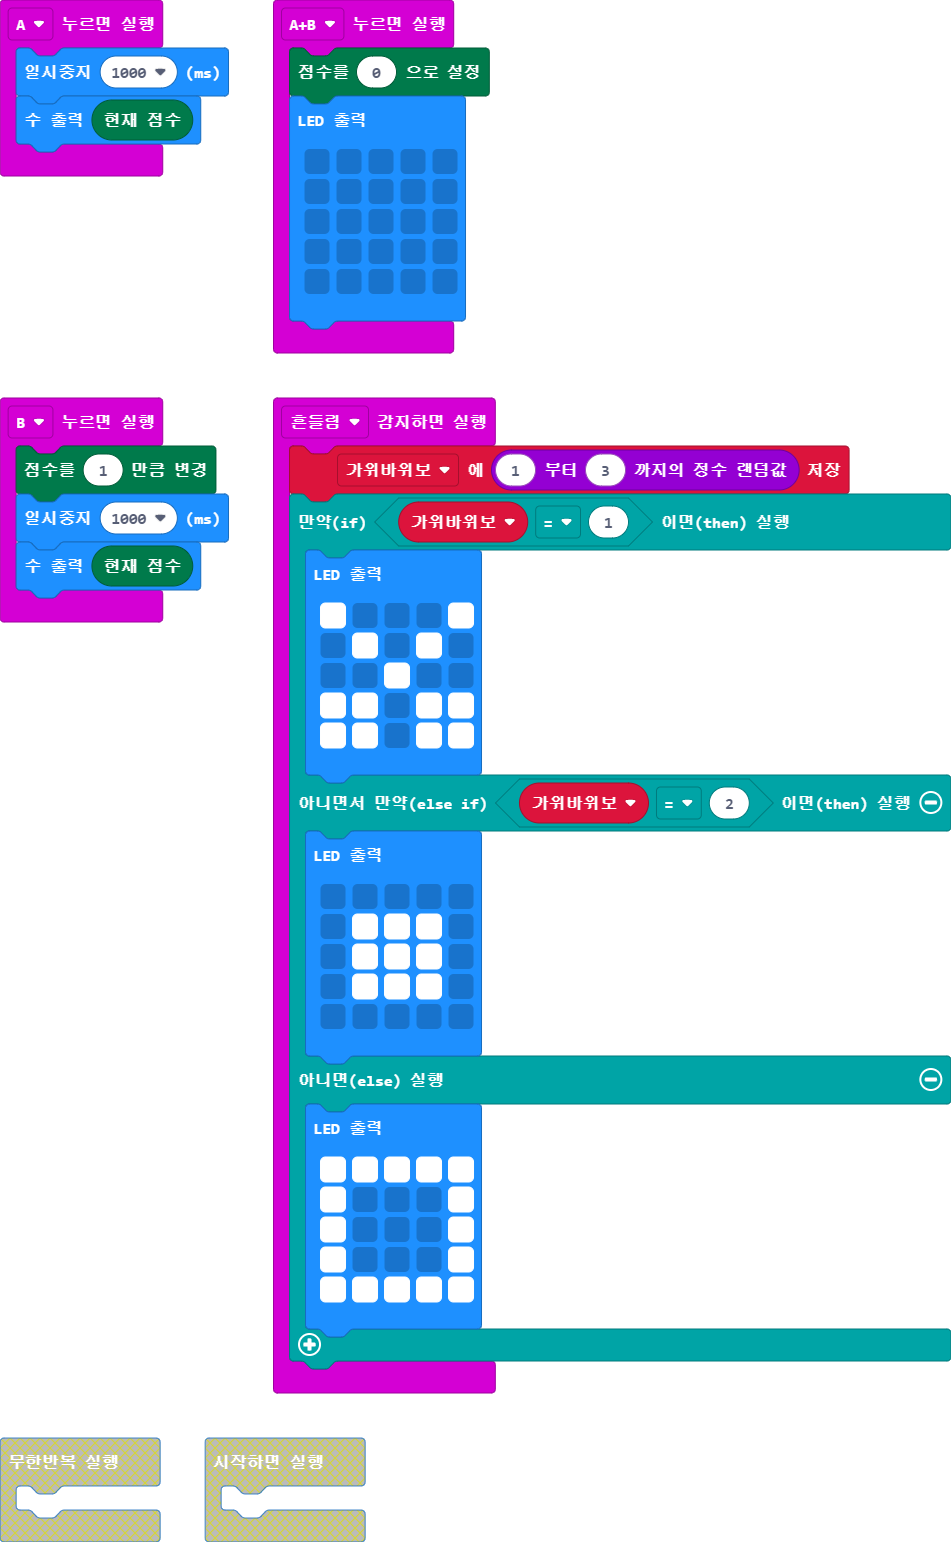 A 누르면 실행
일시중지 1000 (ms)
수 출력 현재 점수
A+B 누르면 실행
점수를 0 으로 설정
LED 출력
B 누르면 실행
점수를 1 만큼 변경
일시중지 1000 (ms)
수 출력 현재 점수
흔들림 감지하면 실행
가위바위보 에 1 부터 3 까지의 정수 랜덤값 저장
만약(if) 가위바위보 = 1 이면(then) 실행
LED 출력
아니면서 만약(else if) 가위바위보 = 2 이면(then) 실행
LED 출력
아니면(else) 실행
LED 출력
무한반복 실행
시작하면 실행